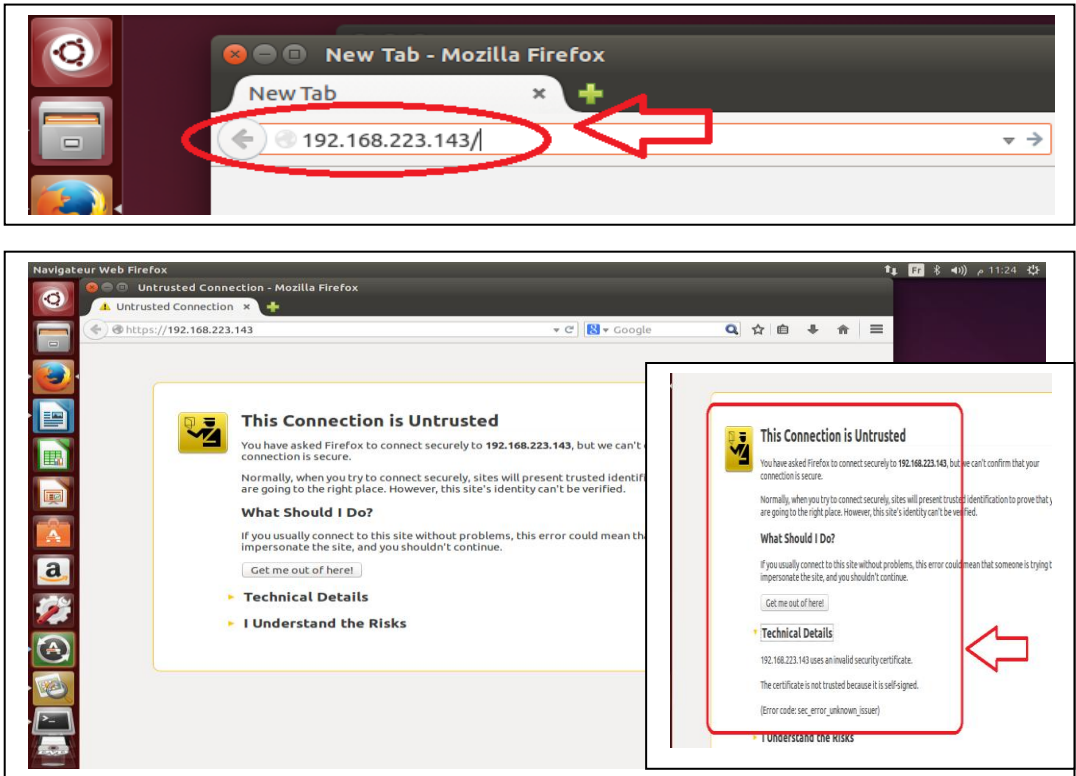 New Tab - Mozilla Firefox
New Tab
192.168.223.143/
Navigateur Web Firefox
Fr
11:24
Untrusted Connection - Mozilla Firefox
Untrusted Connection
https://192.168.223.143
Google
This Connection is Untrusted
You have asked Firefox to connect securely to 192.168.223.143, but we can't
connection is secure.
Normally, when you try to connect securely, sites will present trusted
are going to the right place. However, this site's identity can't be verified.
What Should I Do?
If you usually connect to this site without problems, this error could mean
impersonate the site, and you shouldn't continue.
Get me out of here!
Technical Details
I Understand the Risks
This Connection is Untrusted
You have asked Firefox to connect securely to 192.168.223.143, but we can't confirm that your
connection is secure.
Normally, when you try to connect securely, sites will present trusted identification to prove that
are going to the right place. However, this site's identity can't be verified.
What Should I Do?
If you usually connect to this site without problems, this error could mean that someone is trying
impersonate the site, and you shouldn't continue.
Get me out of here!
Technical Details
192.168.223.143 uses an invalid security certificate.
The certificate is not trusted because it is self-signed.
(Error code: sec_error_unknown_issuer)
I Understand the Risks